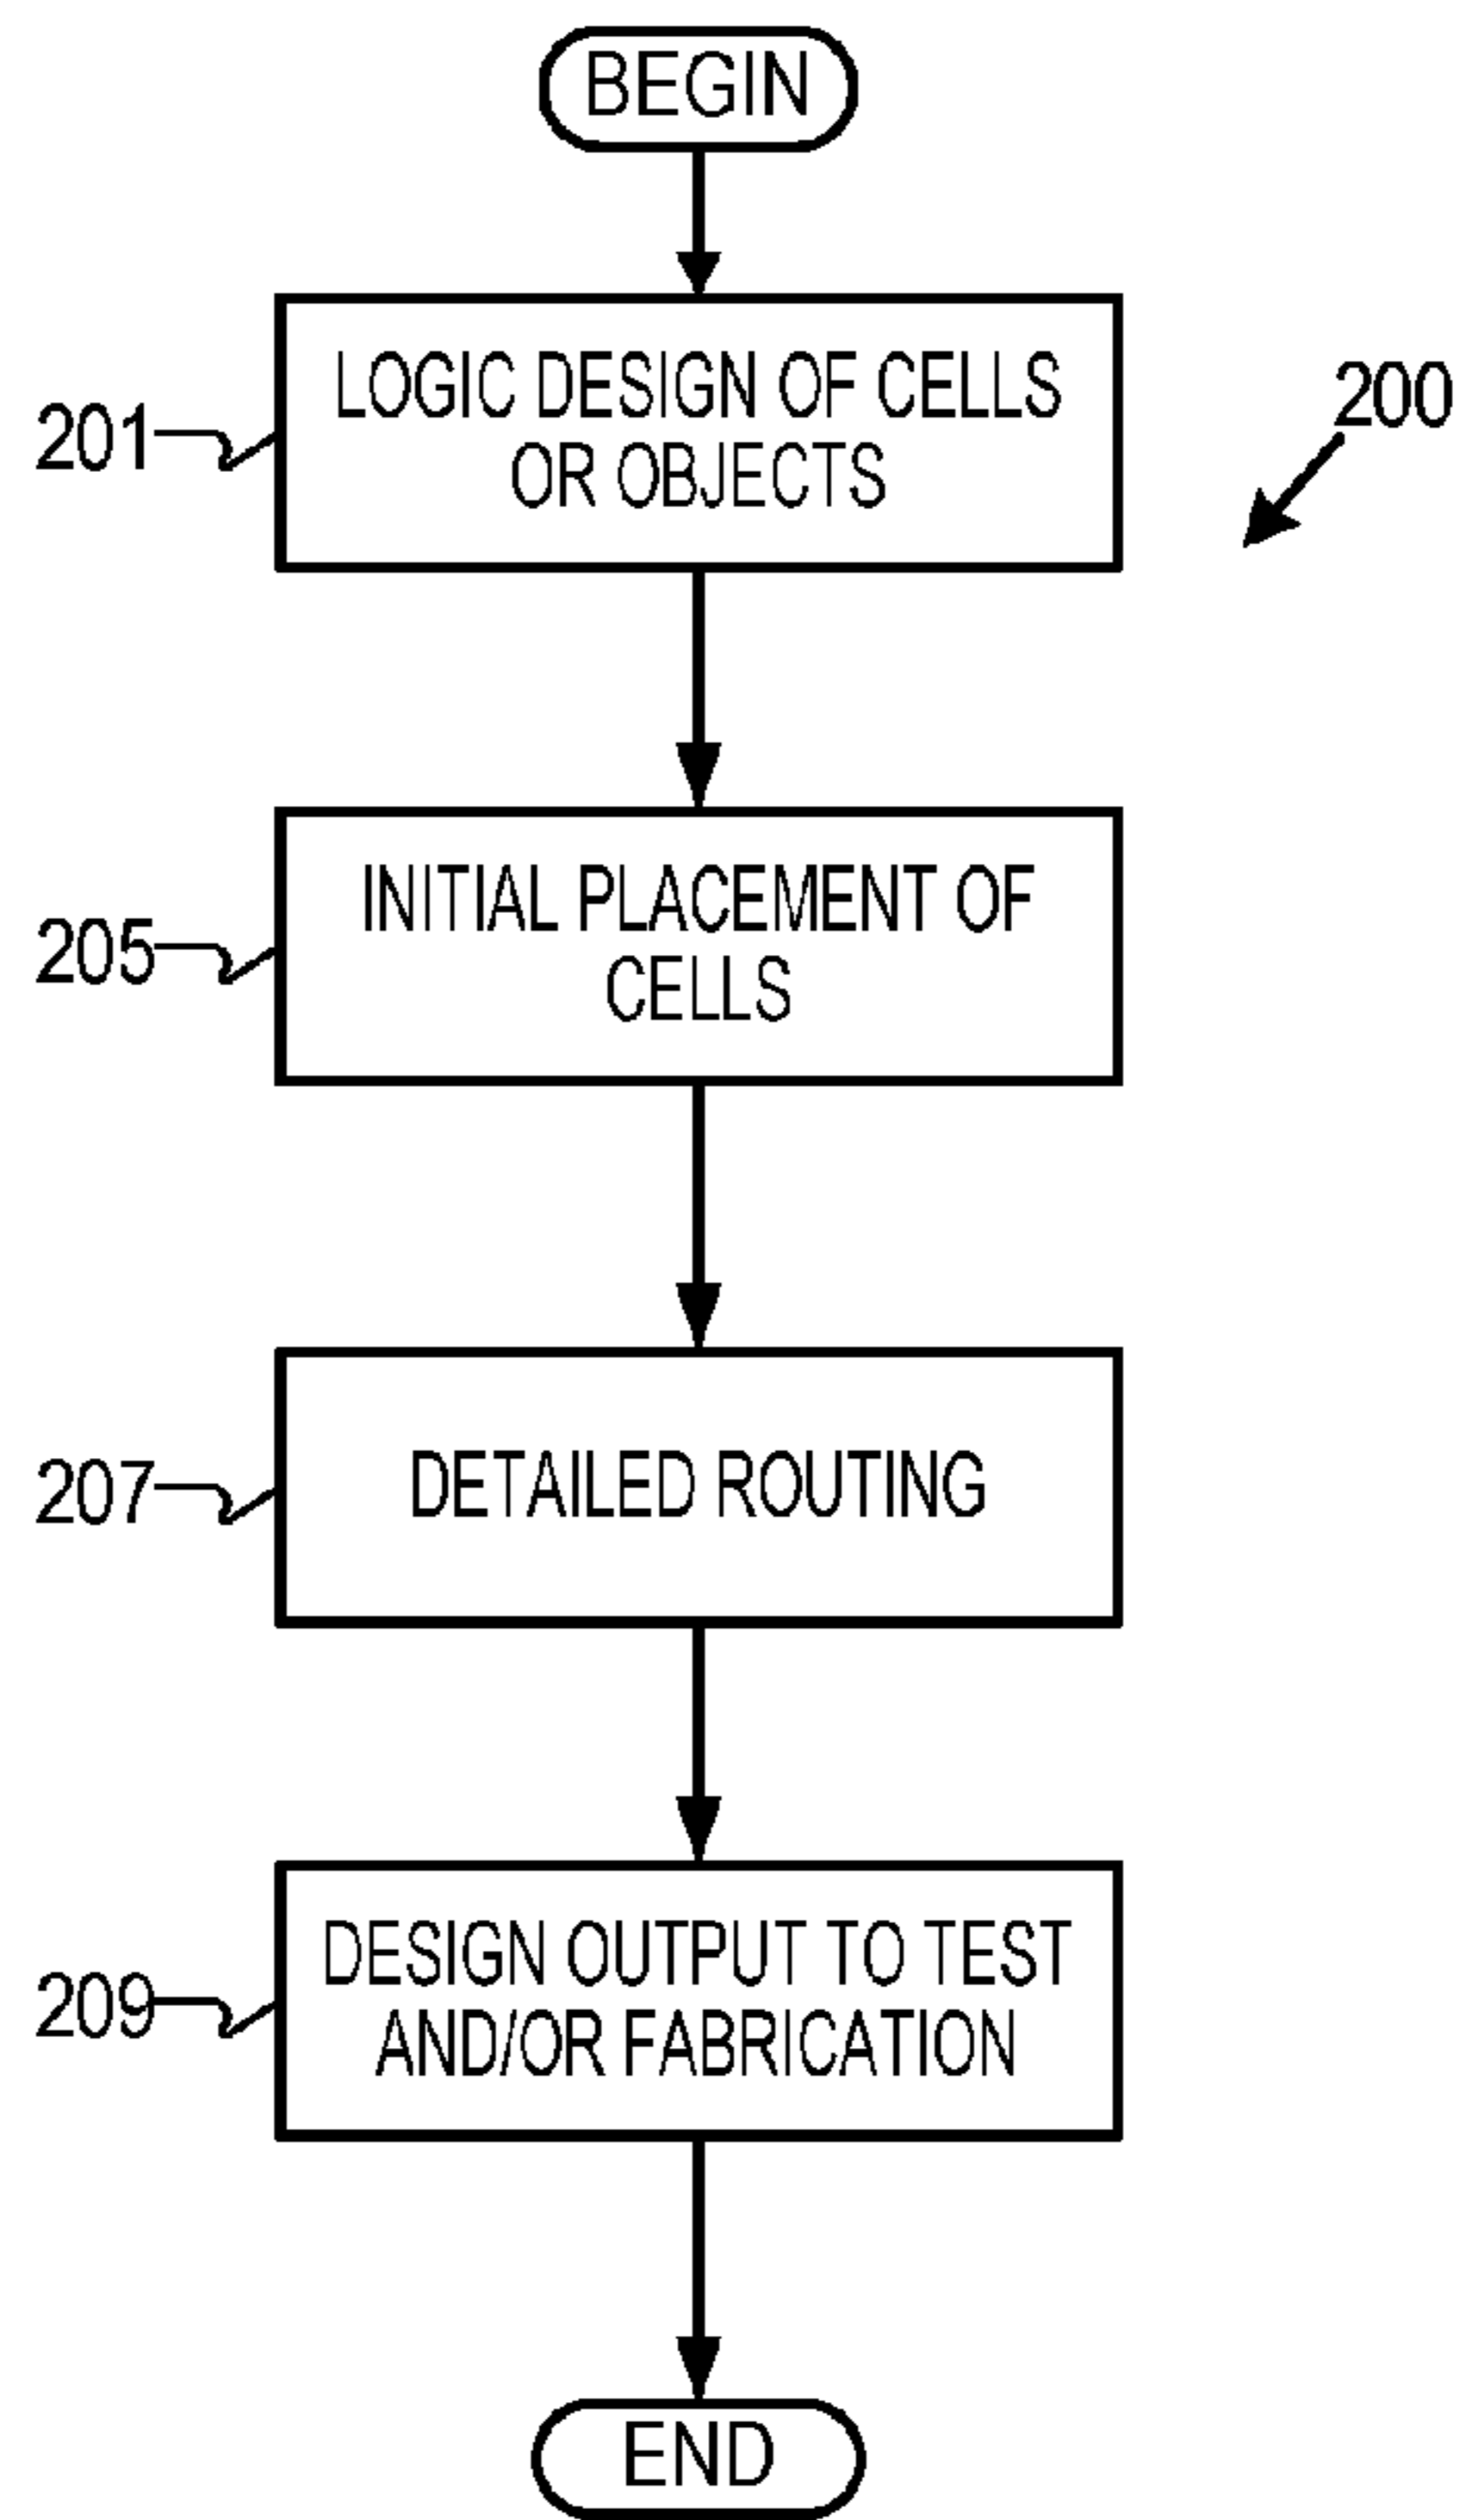 BEGIN
LOGIC DESIGN OF CELLS
OR OBJECTS
201
200
INITIAL PLACEMENT OF
CELLS
205
DETAILED ROUTING
207
DESIGN OUTPUT TO TEST
AND/OR FABRICATION
209
END